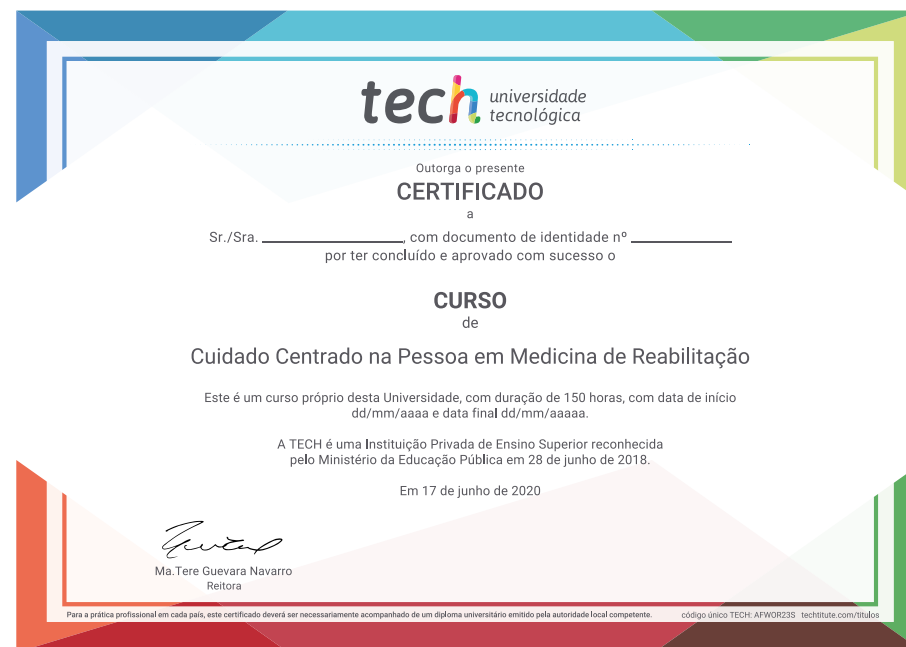 tech universidade
tecnológica
Outorga o presente
CERTIFICADO
a
Sr./Sra. ____________, com documento de identidade nº ____________
por ter concluído e aprovado com sucesso o
CURSO
de
Cuidado Centrado na Pessoa em Medicina de Reabilitação
Este é um curso próprio desta Universidade, com duração de 150 horas, com data de início
dd/mm/aaaa e data final dd/mm/aaaaa.
A TECH é uma Instituição Privada de Ensino Superior reconhecida
pelo Ministério da Educação Pública em 28 de junho de 2018.
Em 17 de junho de 2020
Ma.Tere Guevara Navarro
Reitora
Para a prática profissional em cada país, este certificado deverá ser necessariamente acompanhado de um diploma universitário emitido pela autoridade local competente. código único TECH: AFWOR23S techtitute.com/titulos